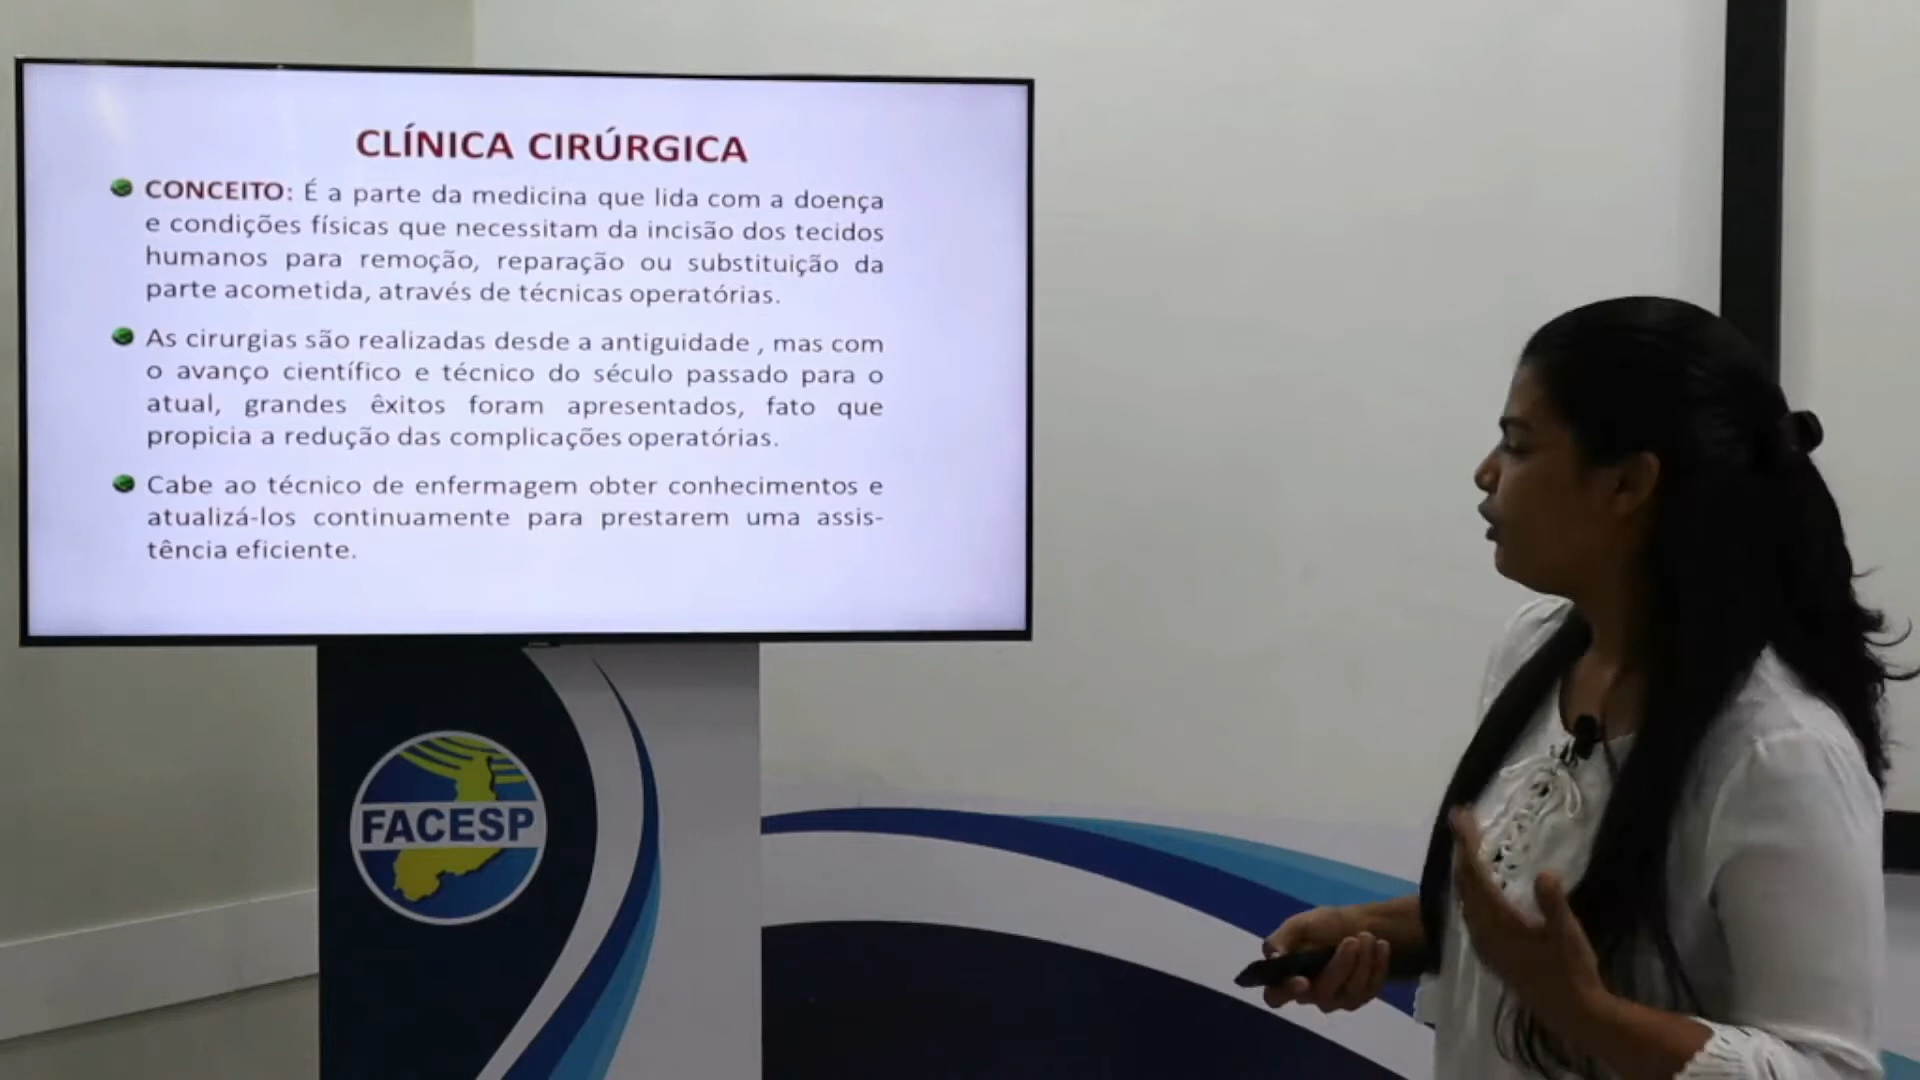 CLÍNICA CIRÚRGICA
CONCEITO: É a parte da medicina que lida com a doença
e condições físicas que necessitam da incisão dos tecidos
humanos para remoção, reparação ou substituição da
parte acometida, através de técnicas operatórias.
As cirurgias são realizadas desde a antiguidade , mas com
o avanço científico e técnico do século passado para o
atual, grandes êxitos foram apresentados, fato que
propicia a redução das complicações operatórias.
Cabe ao técnico de enfermagem obter conhecimentos e
atualizá-los continuamente para prestarem uma assis-
tência eficiente.
FACESP